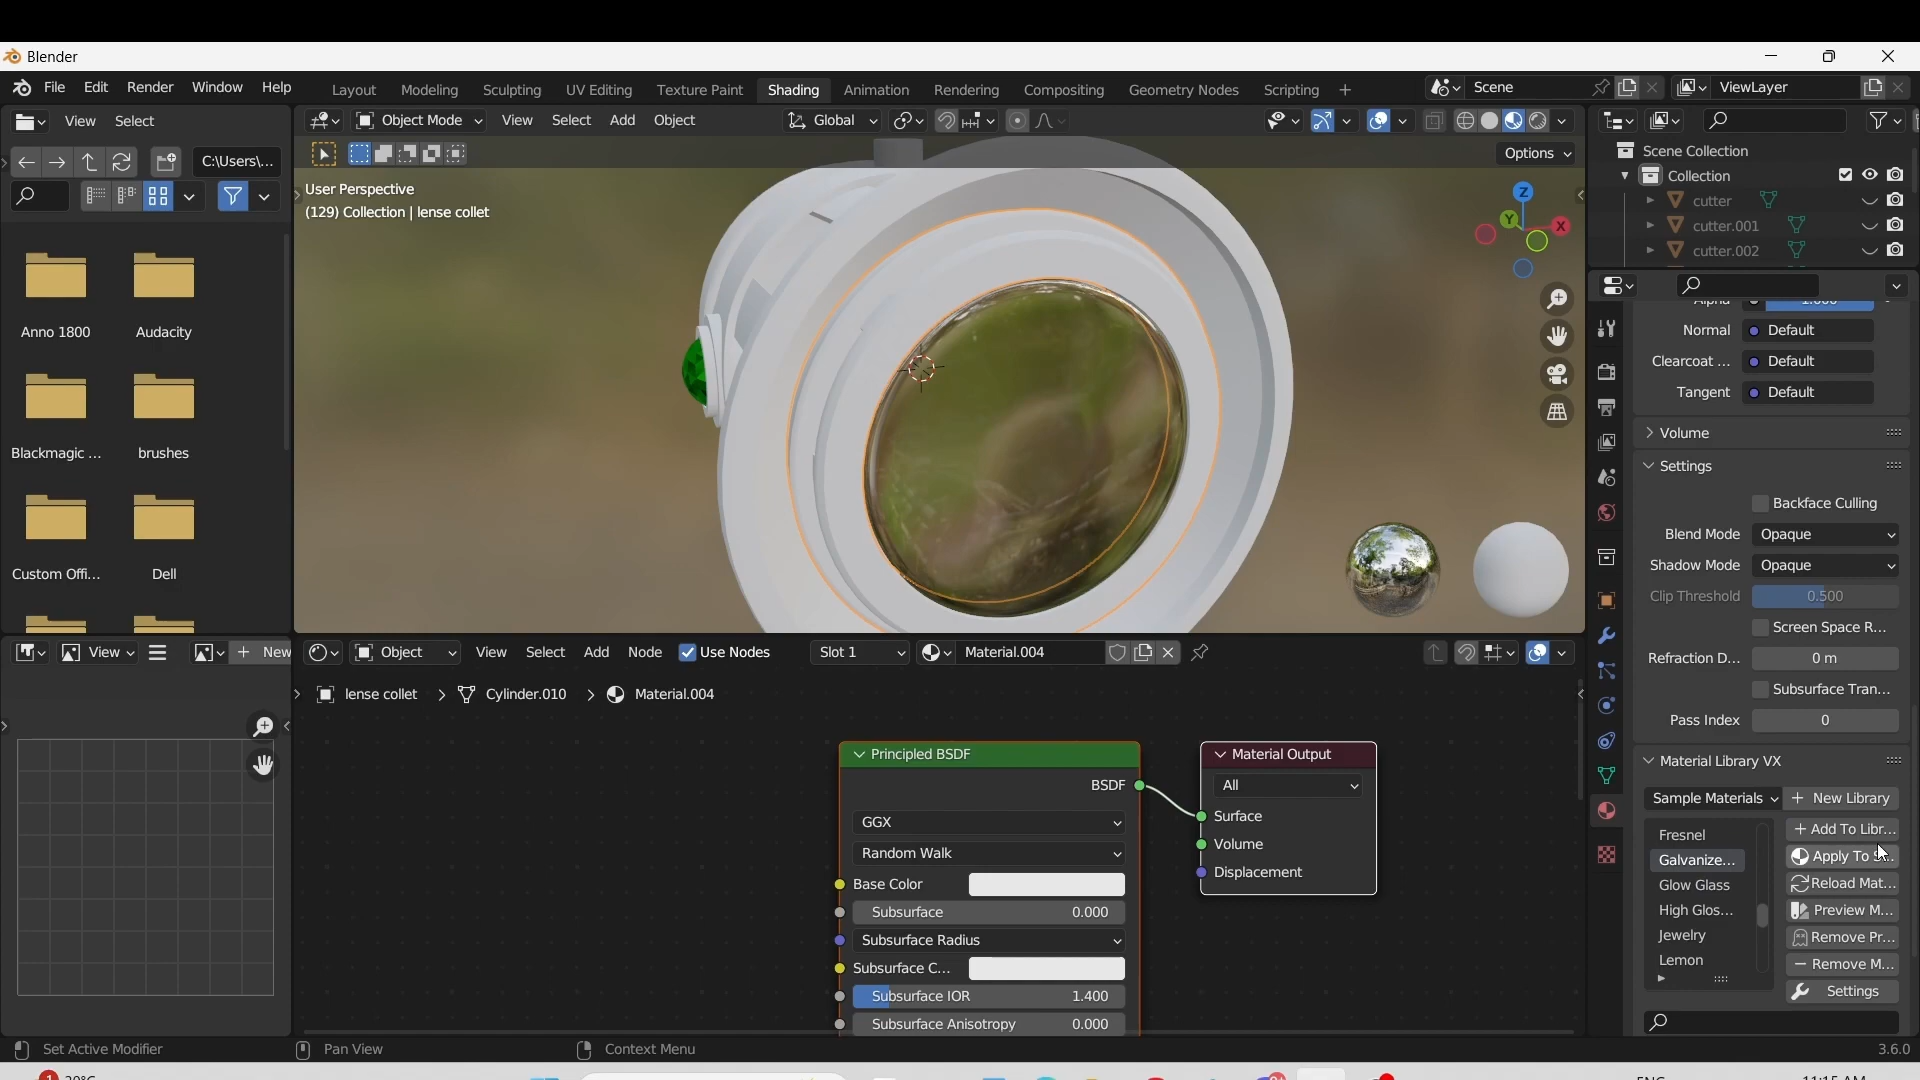 Blender
File Edit Render Window Help
Layout Modeling Sculpting UV Editing Texture Paint Shading Animation Rendering Compositing Geometry Nodes Scripting +
Scene
ViewLayer
View Select
Object Mode View Select Add Object
Global
C:\Users\...
Options
User Perspective
(129) Collection | lense collet
Z
Y
X
Scene Collection
Collection
cutter
cutter.001
cutter.002
Anno 1800 Audacity
Blackmagic ... brushes
Custom Offi... Dell
1.000
Normal Default
Clearcoat ... Default
Tangent Default
Volume
Settings
Backface Culling
Blend Mode Opaque
Shadow Mode Opaque
Clip Threshold 0.500
Screen Space R...
Refraction D... 0 m
Subsurface Tran...
Pass Index 0
Material Library VX
Sample Materials + New Library
Fresnel
Galvanize...
Glow Glass
High Glos...
Jewelry
Lemon
+ Add To Libr...
Apply To S...
Reload Mat...
Preview M...
Remove Pr...
Remove M...
Settings
View
+ New
Object View Select Add Node Use Nodes Slot 1 Material.004
lense collet > Cylinder.010 > Material.004
Principled BSDF
BSDF
GGX
Random Walk
Base Color
Subsurface 0.000
Subsurface Radius
Subsurface C...
Subsurface IOR 1.400
Subsurface Anisotropy 0.000
Material Output
All
Surface
Volume
Displacement
Set Active Modifier Pan View Context Menu 3.6.0